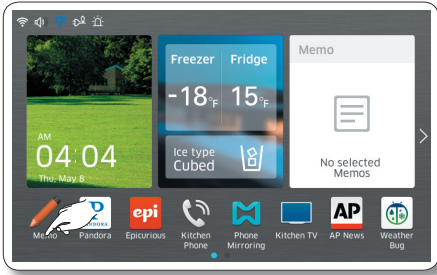 Freezer Fridge
-18°F 15°F
Ice type
Cubed
Memo
No selected
Memos
AM
04:04
Thu, May 8
epi
AP
Memo
Pandora
Epicurious
Kitchen
Phone
Phone
Mirroring
Kitchen TV
AP News
Weather
Bug